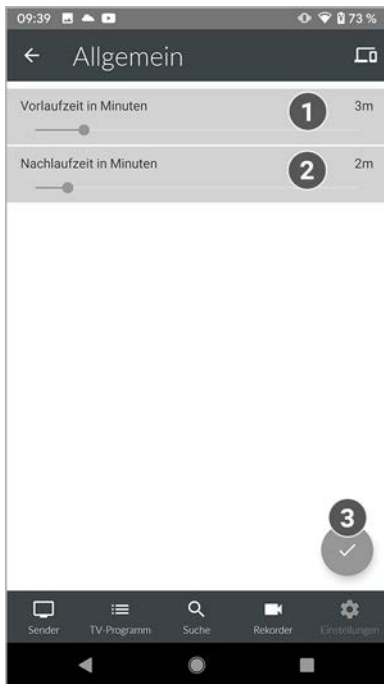 09:39 73 %
Allgemein
Vorlaufzeit in Minuten 1 3m
Nachlaufzeit in Minuten 2 2m
3
Sender TV-Programm Suche Rekorder Einstellungen